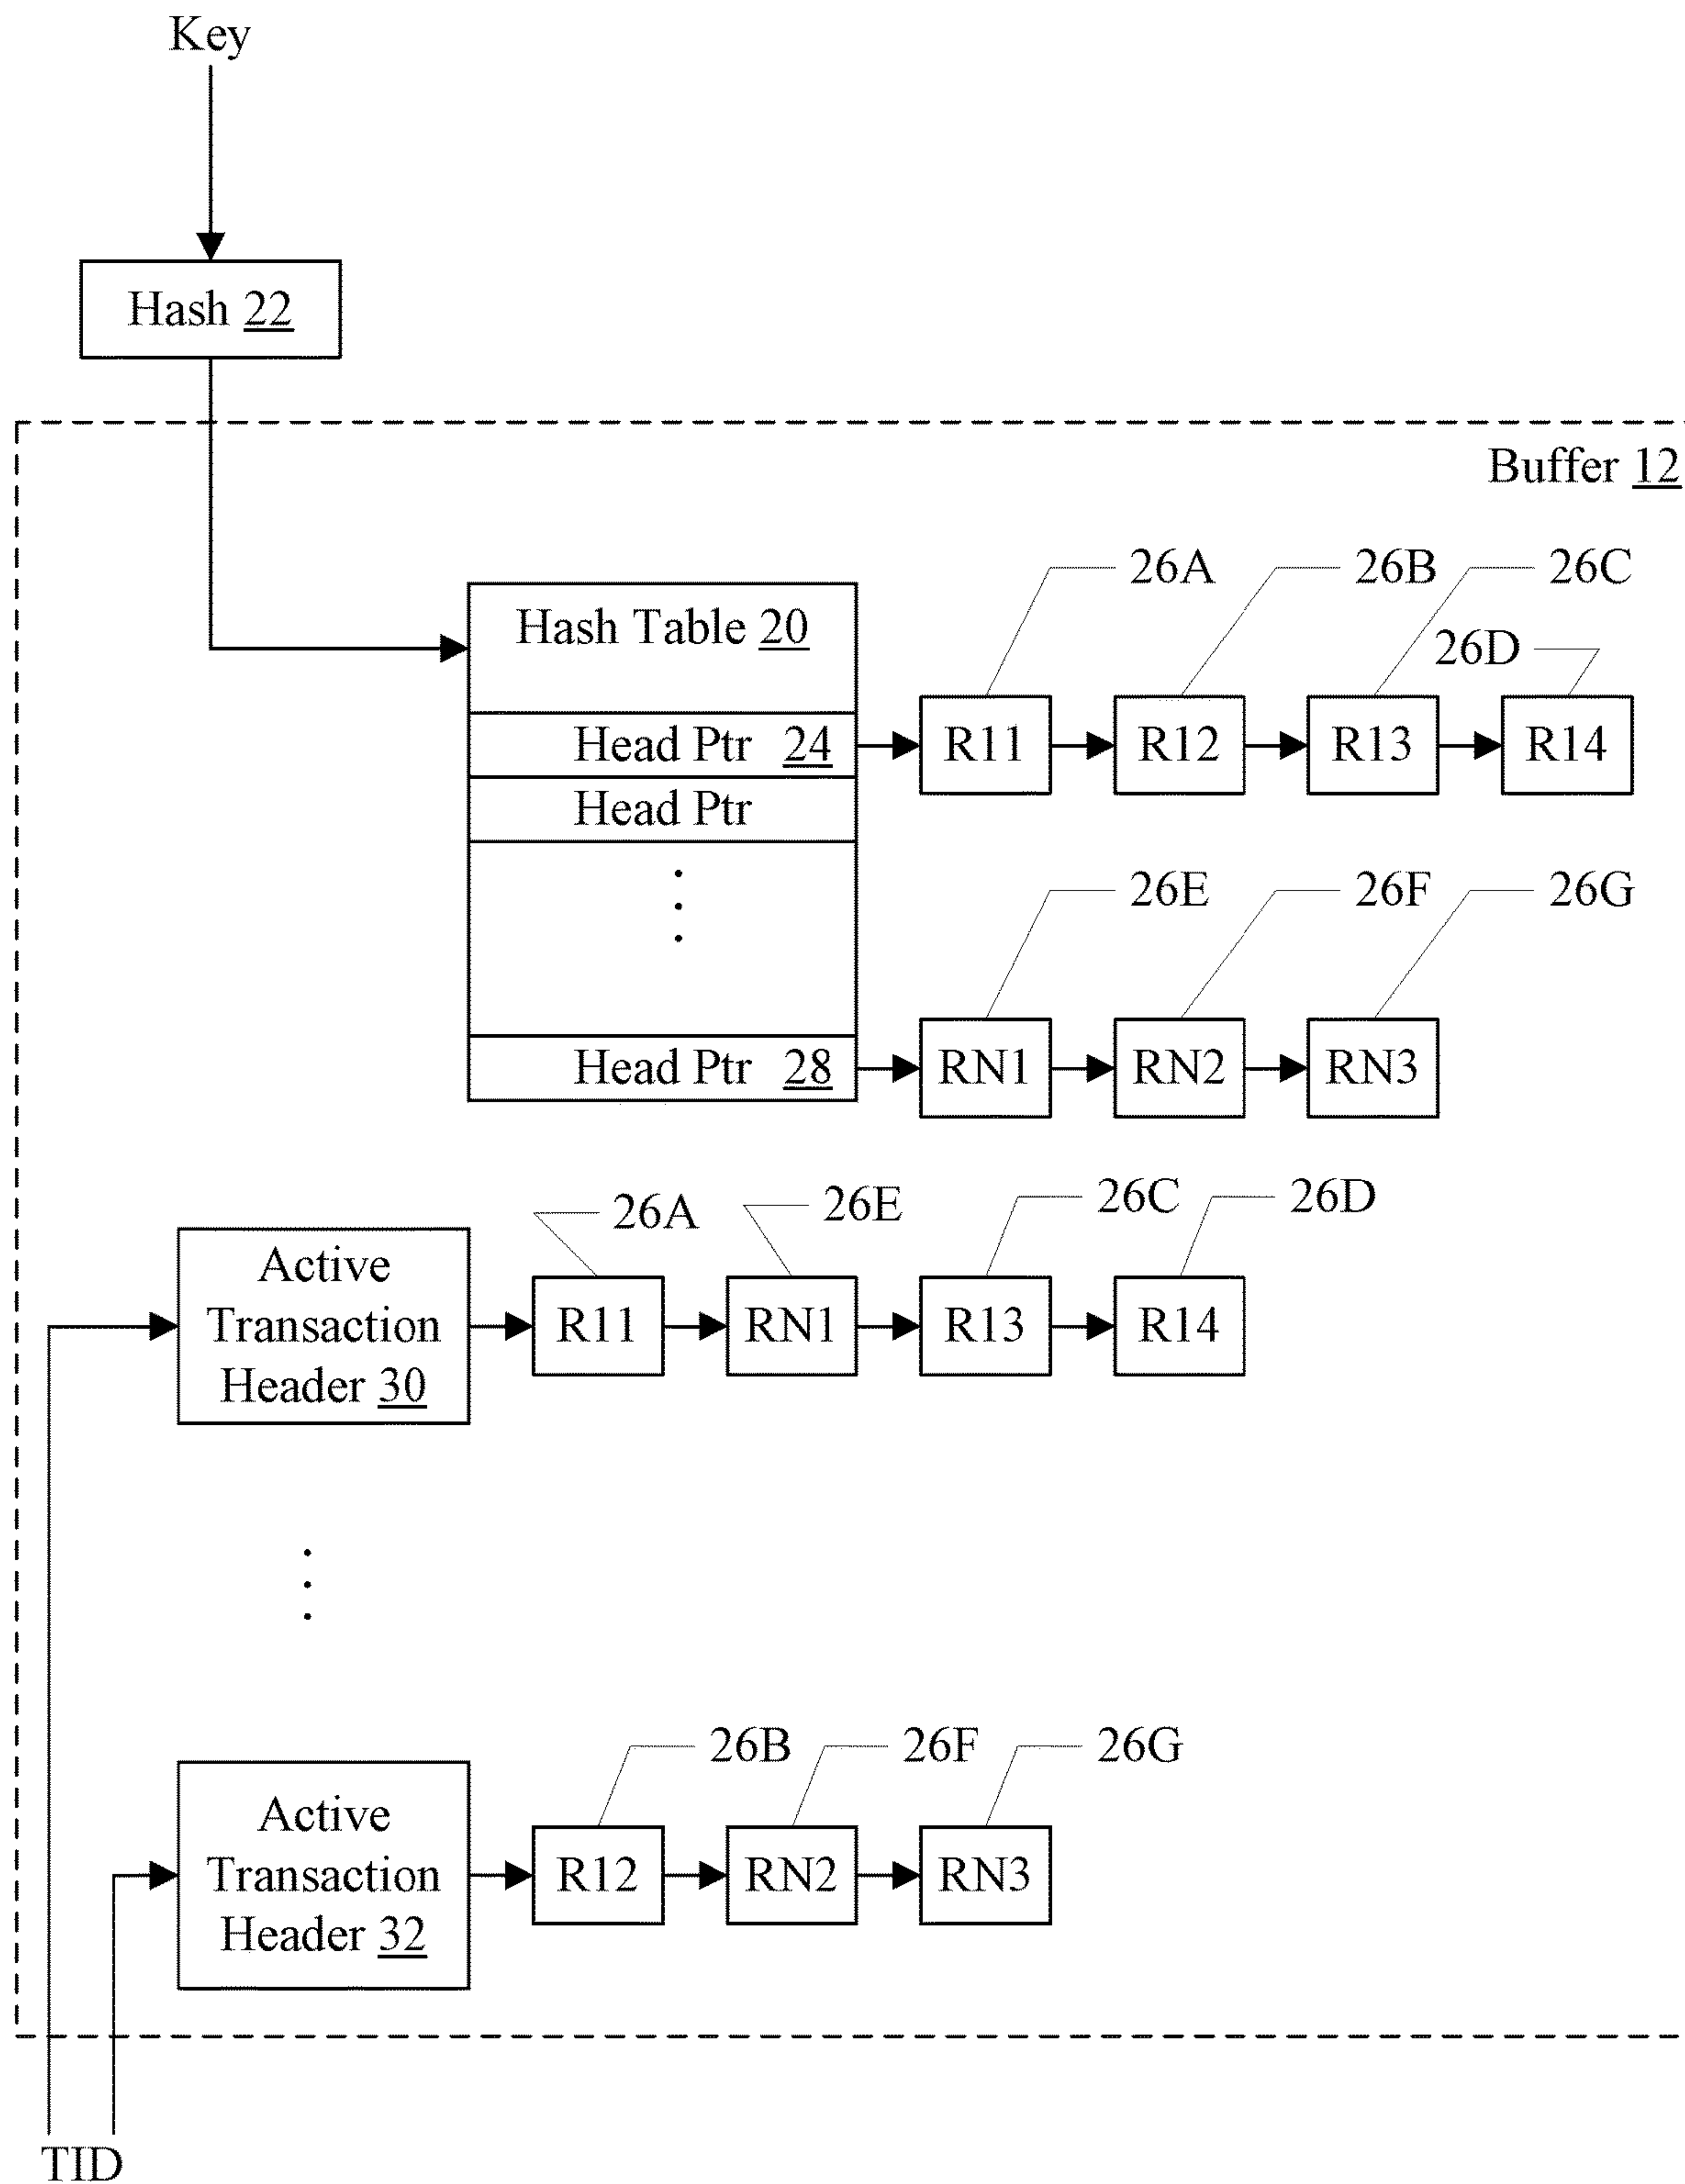 Key
Hash 22
Buffer 12
26A 26B 26C
Hash Table 20
26D
Head Ptr 24
R11 R12 R13 R14
Head Ptr
26E 26F 26G
Head Ptr 28
RN1 RN2 RN3
26A 26E 26C 26D
Active
Transaction
Header 30
R11 RN1 R13 R14
26B 26F 26G
Active
Transaction
Header 32
R12 RN2 RN3
TID